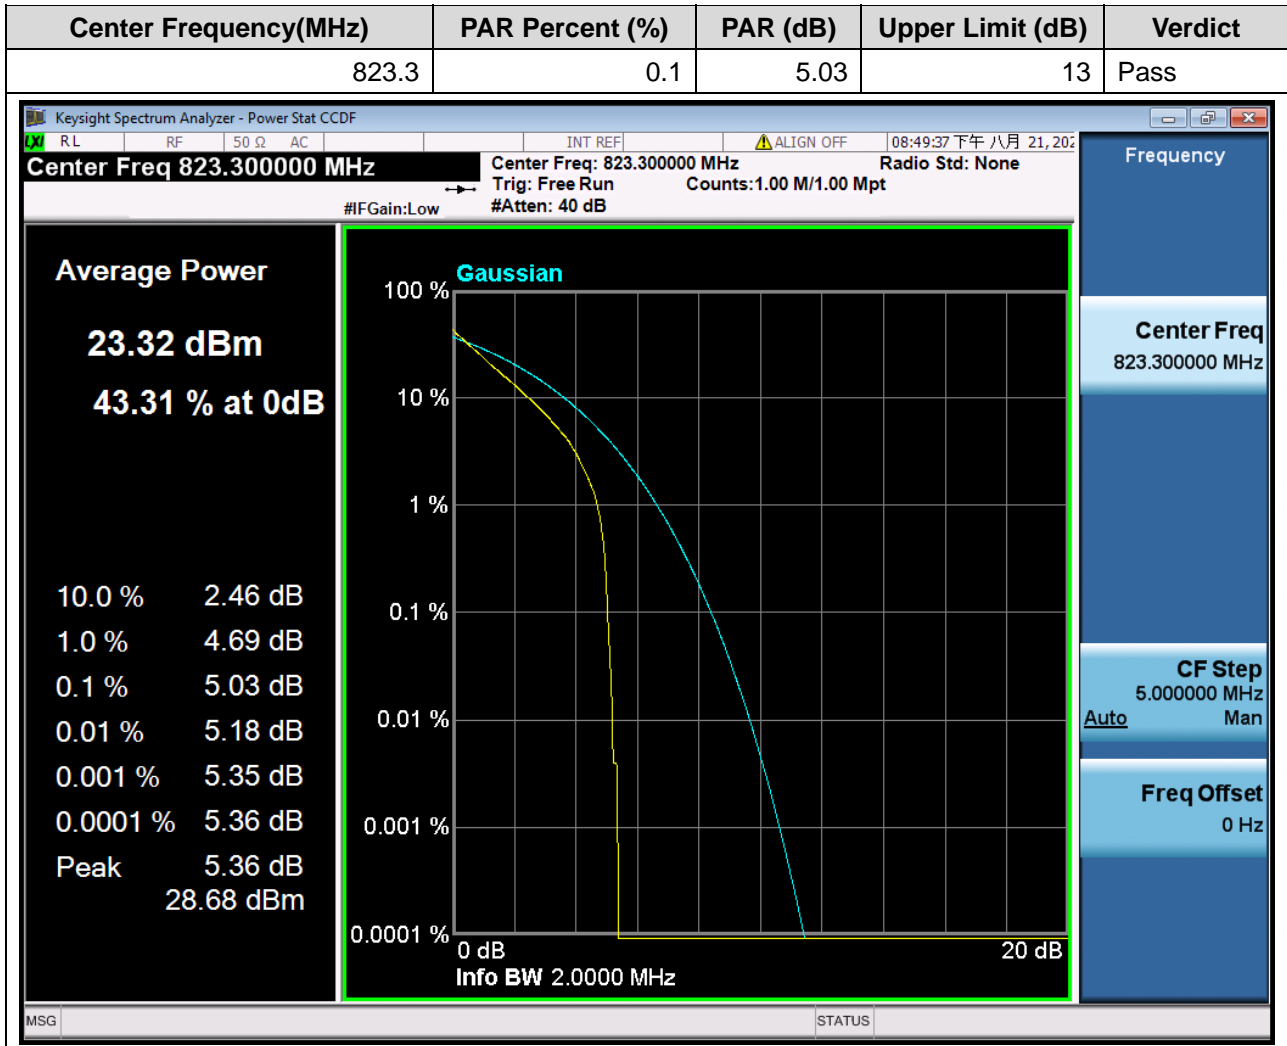 Center Frequency(MHz) PAR Percent (%) PAR (dB) Upper Limit (dB) Verdict
823.3 0.1 5.03 13 Pass
Keysight Spectrum Analyzer - Power Stat CCDF
LXI RL RF 50 Ω AC INT REF ALIGN OFF 08:49:37 下午 八月 21, 202
Center Freq 823.300000 MHz
Center Freq: 823.300000 MHz Radio Std: None
Trig: Free Run Counts:1.00 M/1.00 Mpt
#IFGain:Low #Atten: 40 dB
Average Power
23.32 dBm
43.31 % at 0dB
10.0 % 2.46 dB
1.0 % 4.69 dB
0.1 % 5.03 dB
0.01 % 5.18 dB
0.001 % 5.35 dB
0.0001 % 5.36 dB
Peak 5.36 dB
28.68 dBm
Gaussian
100 %
10 %
1 %
0.1 %
0.01 %
0.001 %
0.0001 %
0 dB 20 dB
Info BW 2.0000 MHz
Frequency
Center Freq
823.300000 MHz
CF Step
5.000000 MHz
Auto Man
Freq Offset
0 Hz
MSG STATUS